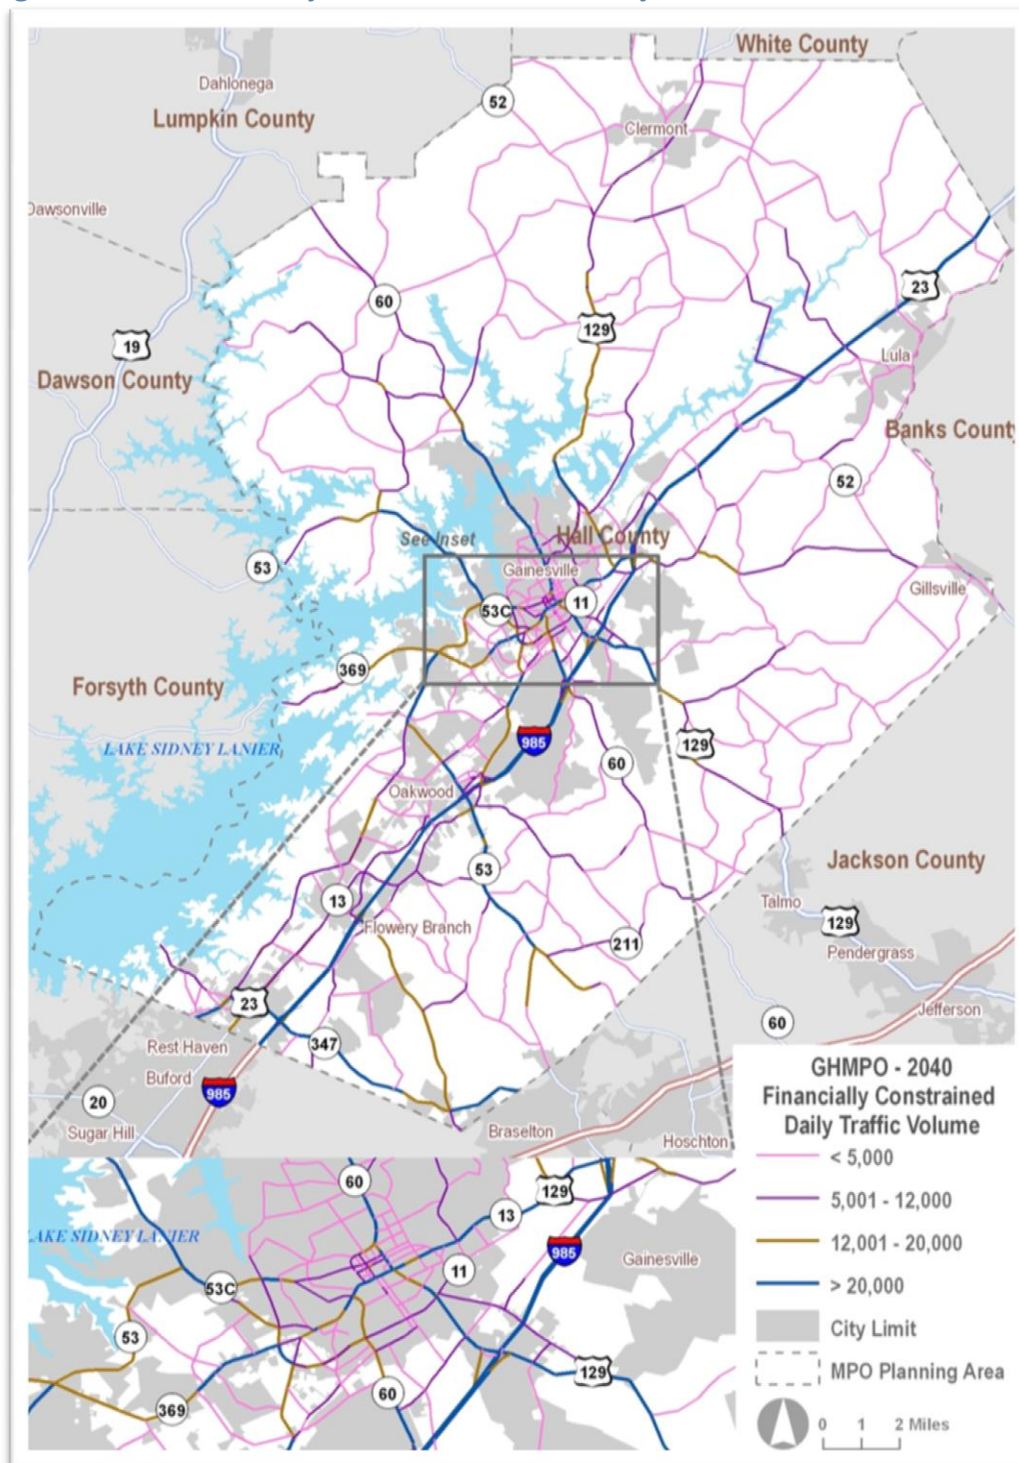 White County
Dahlonega
52
Lumpkin County
Clermont
Dawsonville
60
23
129
19
Lula
Dawson County
Banks County
52
See Inset
Hall County
53
Gainesville
Gillsville
53C
11
369
Forsyth County
LAKE SIDNEY LANIER
985
129
60
Oakwood
Jackson County
53
13
Talmo
129
Flowery Branch
211
Pendergrass
23
Jefferson
60
347
Rest Haven
Buford
985
20
Sugar Hill
Braselton
Hoschton
GHMPO - 2040
Financially Constrained
Daily Traffic Volume
< 5,000
5,001 - 12,000
12,001 - 20,000
> 20,000
City Limit
MPO Planning Area
0 1 2 Miles
60
129
13
LAKE SIDNEY LANIER
985
Gainesville
11
53C
53
129
60
369